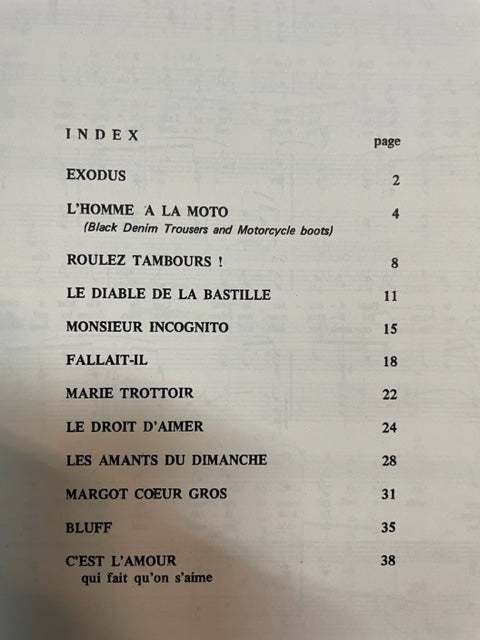 INDEX
page
EXODUS 2
L'HOMME A LA MOTO 4
(Black Denim Trousers and Motorcycle boots)
ROULEZ TAMBOURS ! 8
LE DIABLE DE LA BASTILLE 11
MONSIEUR INCOGNITO 15
FALLAIT-IL 18
MARIE TROTTOIR 22
LE DROIT D'AIMER 24
LES AMANTS DU DIMANCHE 28
MARGOT CŒUR GROS 31
BLUFF 35
C'EST L'AMOUR 38
qui fait qu'on s'aime